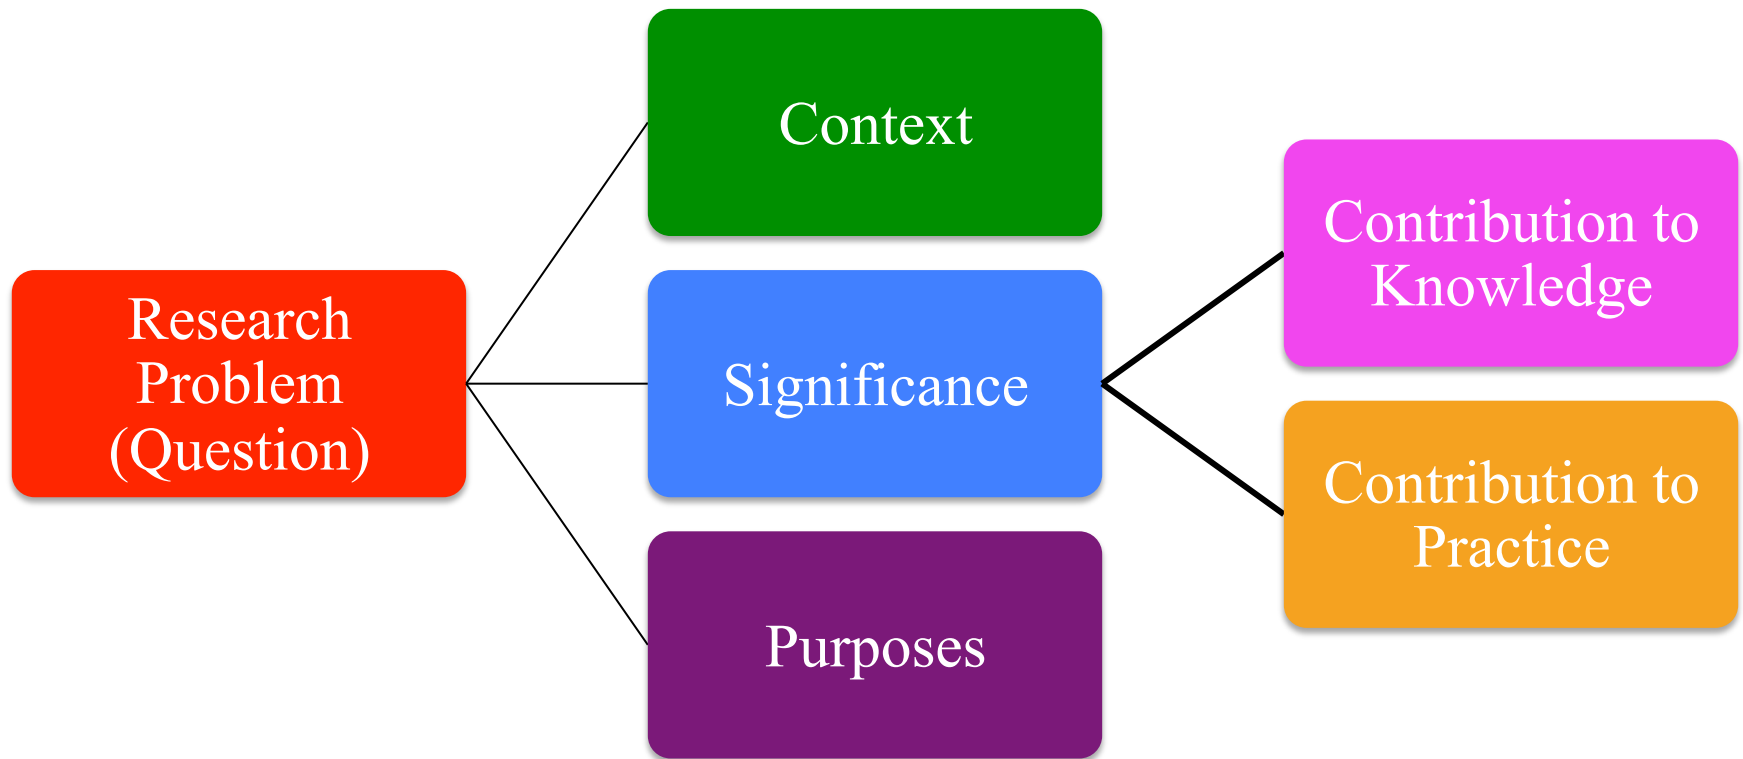 Research
Problem
(Question)
Context
Significance
Purposes
Contribution to
Knowledge
Contribution to
Practice